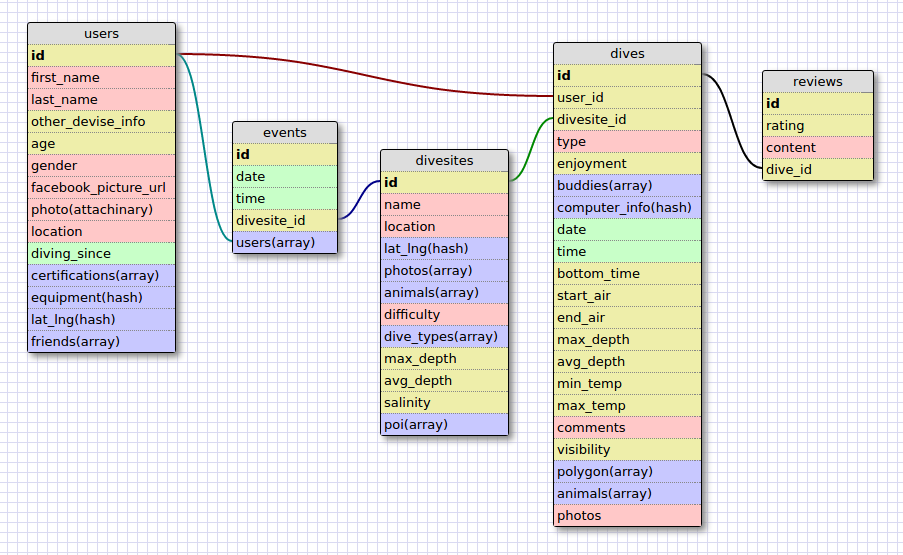 users
id
first_name
last_name
other_devise_info
age
gender
facebook_picture_url
photo(attachinary)
location
diving_since
certifications(array)
equipment(hash)
lat_lng(hash)
friends(array)
events
id
date
time
divesite_id
users(array)
divesites
id
name
location
lat_lng(hash)
photos(array)
animals(array)
difficulty
dive_types(array)
max_depth
avg_depth
salinity
poi(array)
dives
id
user_id
divesite_id
type
enjoyment
buddies(array)
computer_info(hash)
date
time
bottom_time
start_air
end_air
max_depth
avg_depth
min_temp
max_temp
comments
visibility
polygon(array)
animals(array)
photos
reviews
id
rating
content
dive_id